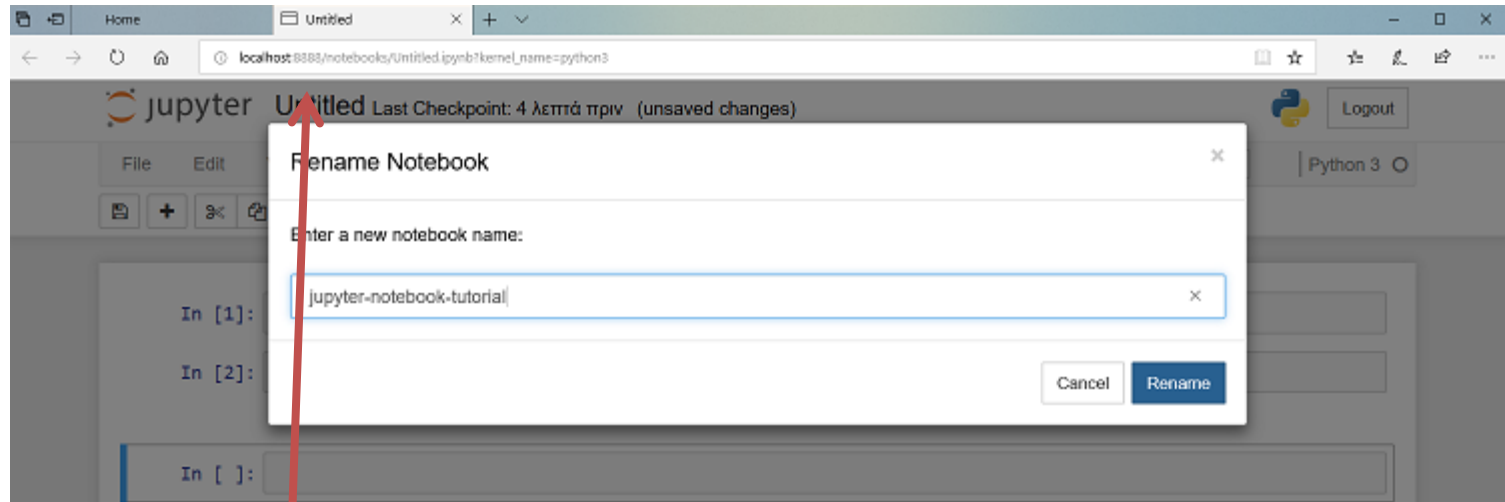 Home
Untitled
localhost:8888/notebooks/Untitled.ipynb?kernel_name=python3
jupyter Untitled Last Checkpoint: 4 λεπτά πριν (unsaved changes)
Logout
File Edit
Python 3
Rename Notebook
Enter a new notebook name:
jupyter-notebook-tutorial
In [1]:
In [2]:
Cancel Rename
In [ ]: